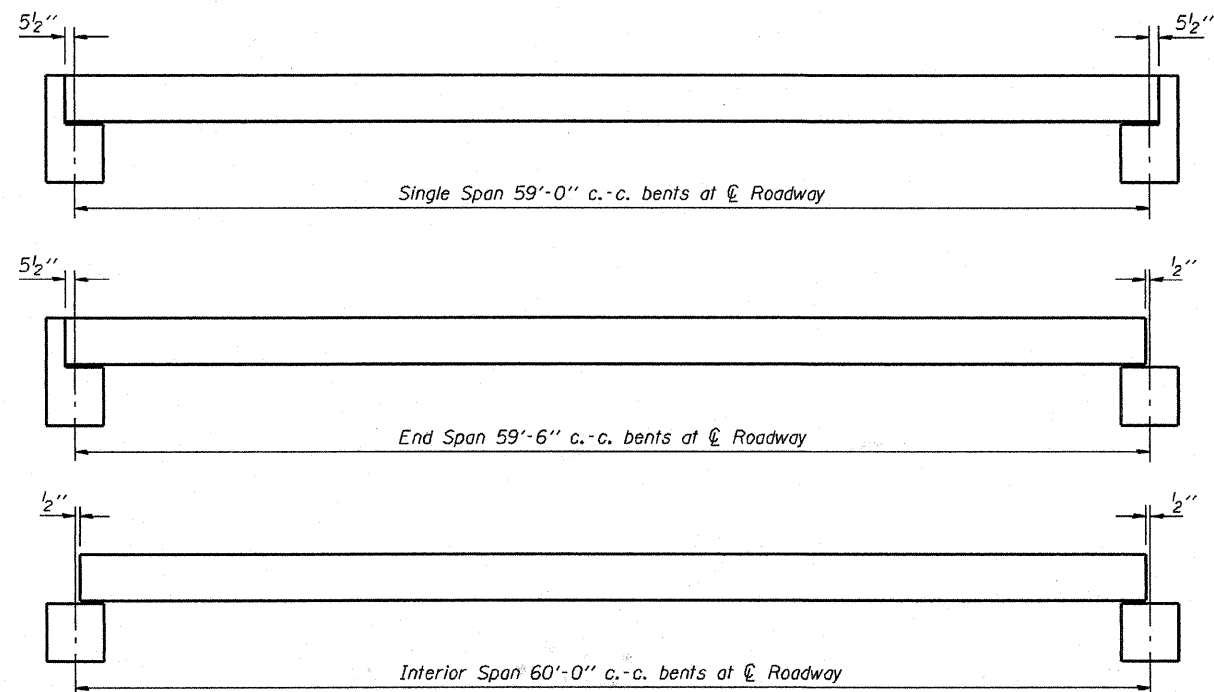 5½" 5½"
Single Span 59'-0" c.-c. bents at ℄ Roadway
5½" ½"
End Span 59'-6" c.-c. bents at ℄ Roadway
½" ½"
Interior Span 60'-0" c.-c. bents at ℄ Roadway